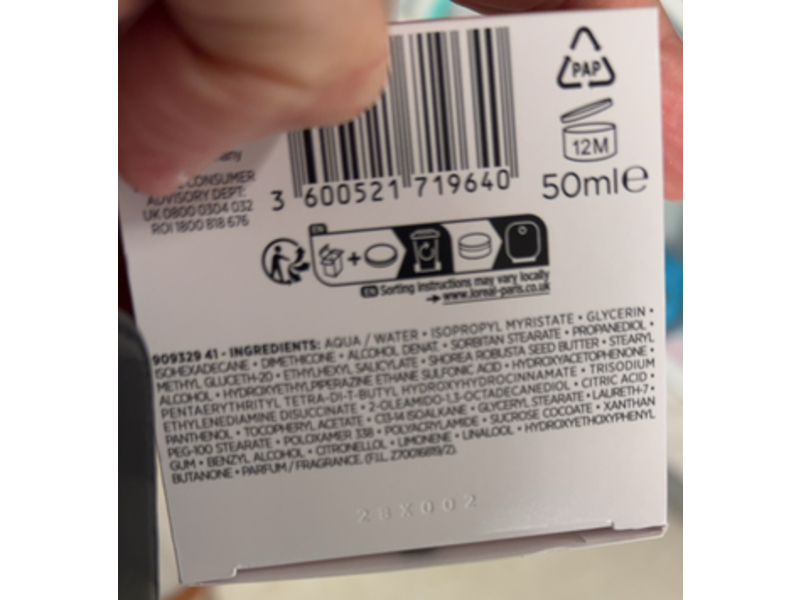 PAP
12M
CONSUMER
ADVISORY DEPT:
UK 0800 0304 032
ROI 1800 818 676
3 600521 719640
50ml℮
EN
EN Sorting instructions may vary locally
www.loreal-paris.co.uk
909329 41 - INGREDIENTS: AQUA / WATER • ISOPROPYL MYRISTATE • GLYCERIN •
ISOHEXADECANE • DIMETHICONE • ALCOHOL DENAT. • SORBITAN STEARATE • PROPANEDIOL •
METHYL GLUCETH-20 • ETHYLHEXYL SALICYLATE • SHOREA ROBUSTA SEED BUTTER • STEARYL
ALCOHOL • HYDROXYETHYLPIPERAZINE ETHANE SULFONIC ACID • HYDROXYACETOPHENONE •
PENTAERYTHRITYL TETRA-DI-T-BUTYL HYDROXYHYDROCINNAMATE • TRISODIUM
ETHYLENEDIAMINE DISUCCINATE • 2-OLEAMIDO-1,3-OCTADECANEDIOL • CITRIC ACID •
PANTHENOL • TOCOPHERYL ACETATE • C13-14 ISOALKANE • GLYCERYL STEARATE • LAURETH-7 •
PEG-100 STEARATE • POLOXAMER 338 • POLYACRYLAMIDE • SUCROSE COCOATE • XANTHAN
GUM • BENZYL ALCOHOL • CITRONELLOL • LIMONENE • LINALOOL • HYDROXYETHOXYPHENYL
BUTANONE • PARFUM / FRAGRANCE. (F.I.L. Z70016819/2).
28X002